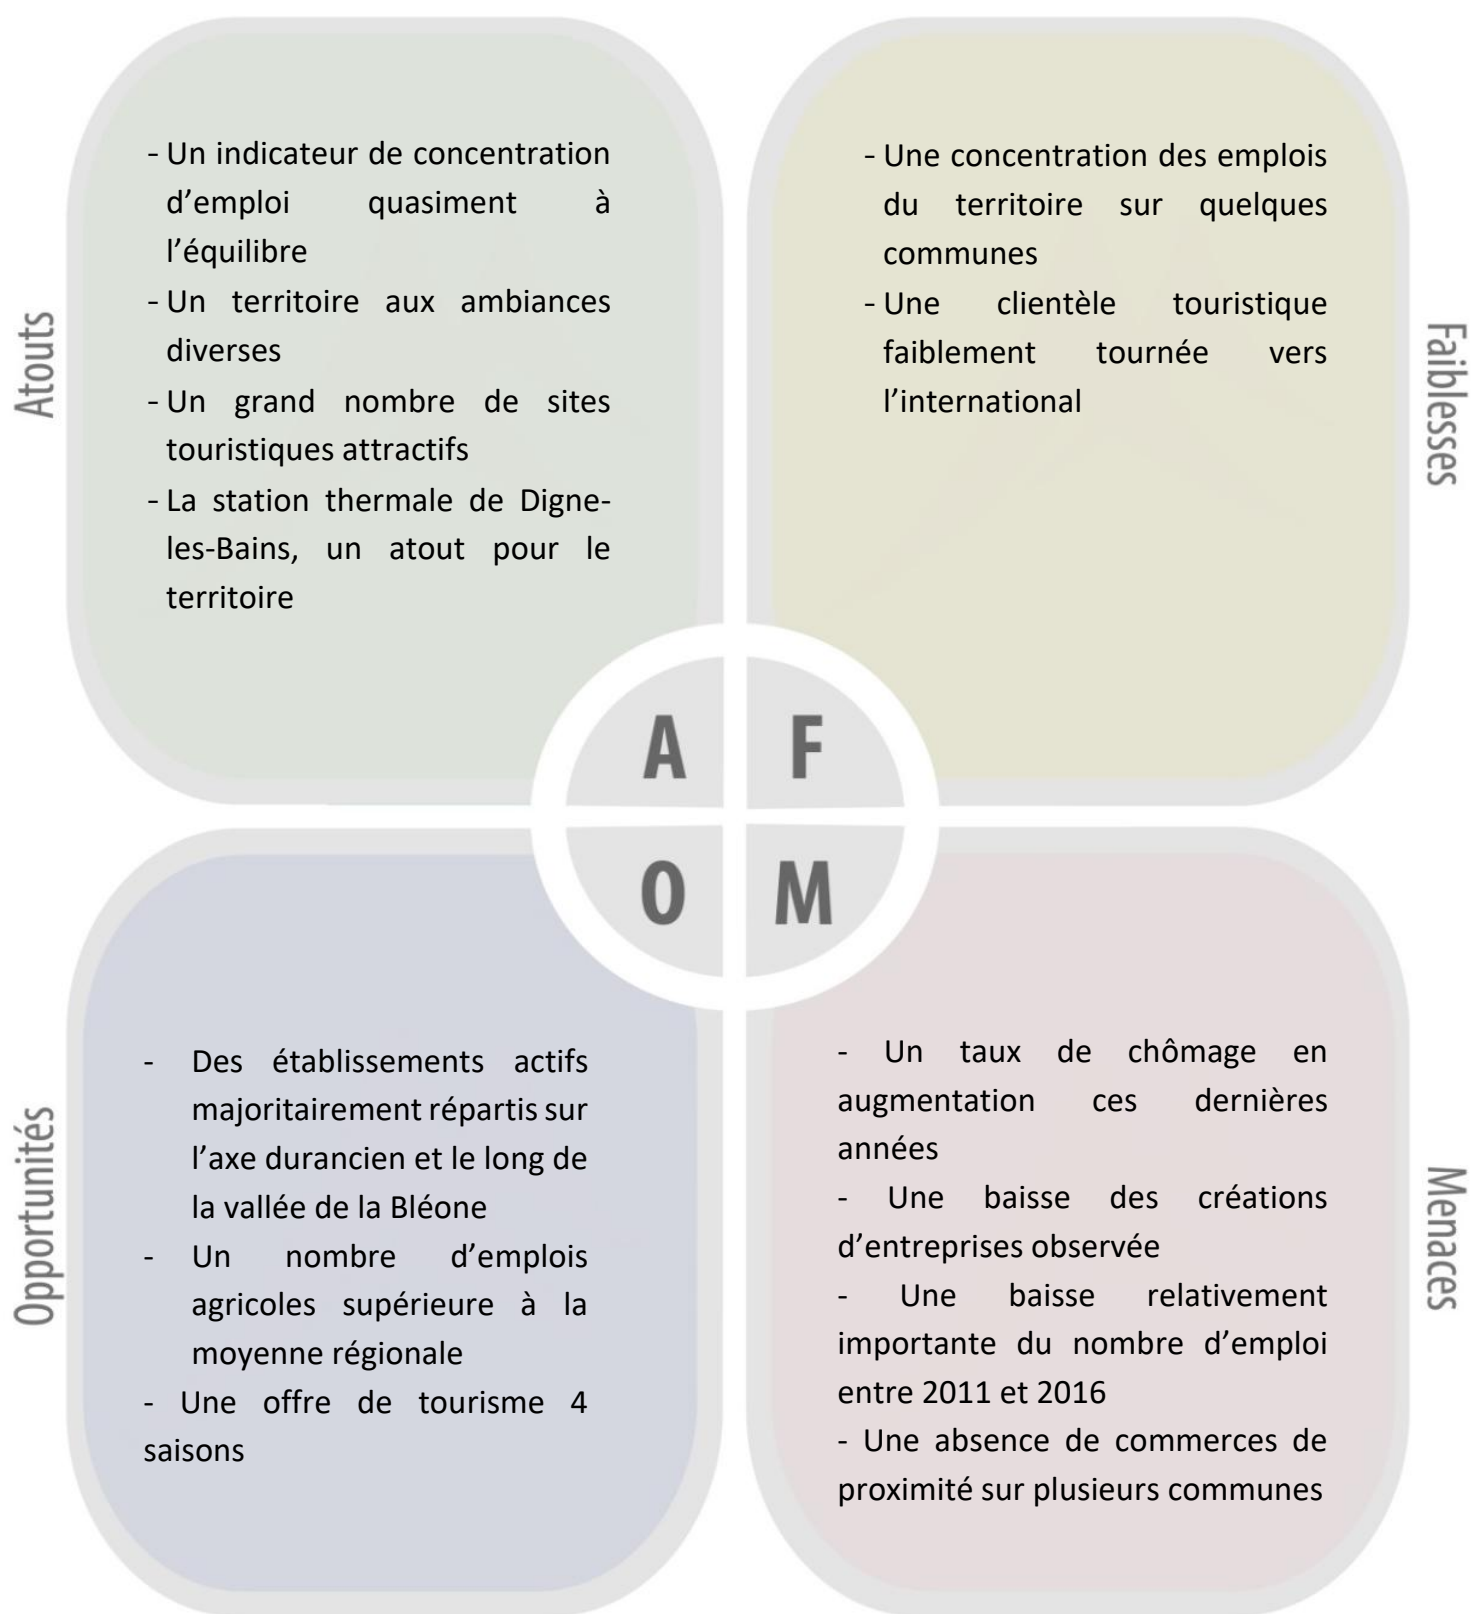 Atouts
- Un indicateur de concentration
d’emploi quasiment à
l’équilibre
- Un territoire aux ambiances
diverses
- Un grand nombre de sites
touristiques attractifs
- La station thermale de Digne-
les-Bains, un atout pour le
territoire
Faiblesses
- Une concentration des emplois
du territoire sur quelques
communes
- Une clientèle touristique
faiblement tournée vers
l’international
A F
O M
Opportunités
- Des établissements actifs
majoritairement répartis sur
l’axe durancien et le long de
la vallée de la Bléone
- Un nombre d’emplois
agricoles supérieure à la
moyenne régionale
- Une offre de tourisme 4
saisons
Menaces
- Un taux de chômage en
augmentation ces dernières
années
- Une baisse des créations
d’entreprises observée
- Une baisse relativement
importante du nombre d’emploi
entre 2011 et 2016
- Une absence de commerces de
proximité sur plusieurs communes